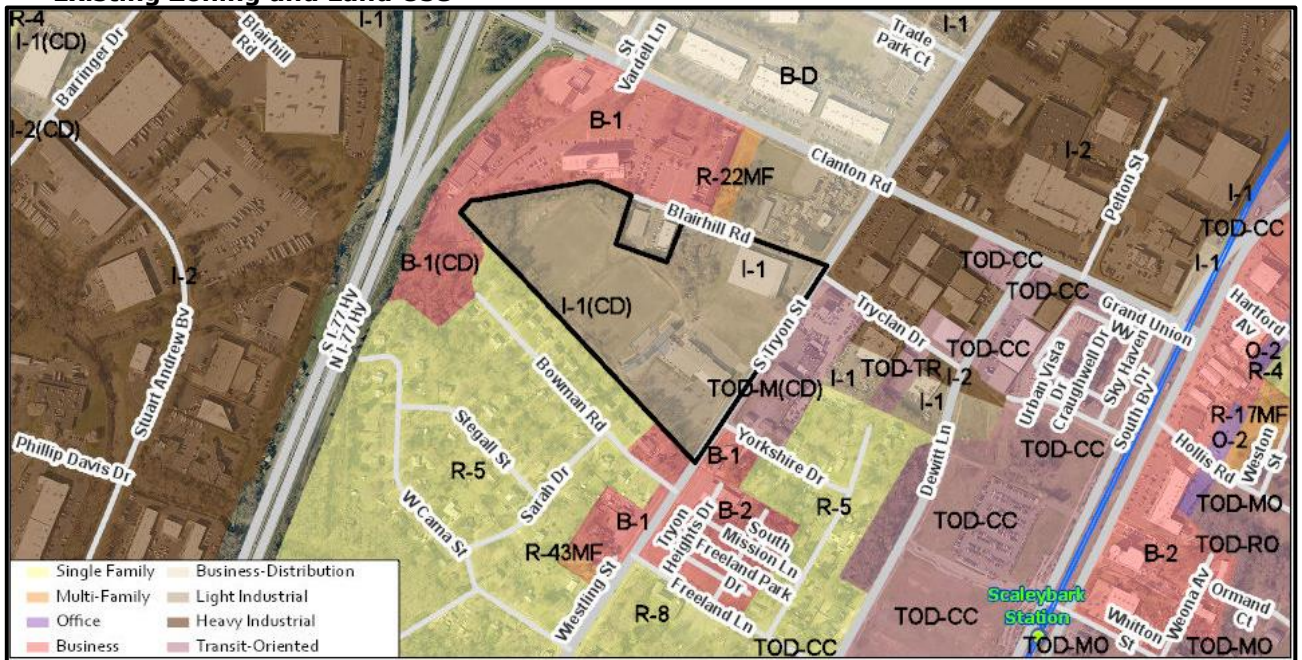 Existing Zoning and Land Use
R-4
I-1(CD)
Barringer Dr
Blairhill Rd
I-1
I-2(CD)
I-2
Stuart Andrew Bv
Phillip Davis Dr
S I-77 Hy
N I-77 Hy
St Vardell Ln
Trade Park Ct
I-1
B-D
B-1
R-22MF
Clanton Rd
I-2
Pelton St
I-1
TOD-CC
I-1
Blairhill Rd
I-1
B-1(CD)
I-1(CD)
S Tryon St
TOD-M(CD)
Tryclan Dr
TOD-CC
TOD-CC
TOD-CC
TOD-TR
I-1
I-2
I-1
Grand Union
Wy
Urban Vista Dr
Craughwell Dr
Sky Haven
South Bv
Hartford Av
O-2
R-4
R-17MF
O-2
Weston St
Hollis Rd
TOD-MO
Bowman Rd
Stegall St
R-5
Sarah Dr
W Cama St
B-1
R-43MF
Wiestling St
B-1
Yorkshire Dr
R-5
B-2
Tryon Heights Dr
South Mission Ln
Freeland Park Dr
Freeland Ln
R-8
TOD-CC
Dewitt Ln
TOD-CC
TOD-CC
TOD-CC
Scaleybark Station
B-2
TOD-RO
Weona Av
Ormand Ct
Whitton St
TOD-MO
TOD-MO
Single Family
Multi-Family
Office
Business
Business-Distribution
Light Industrial
Heavy Industrial
Transit-Oriented